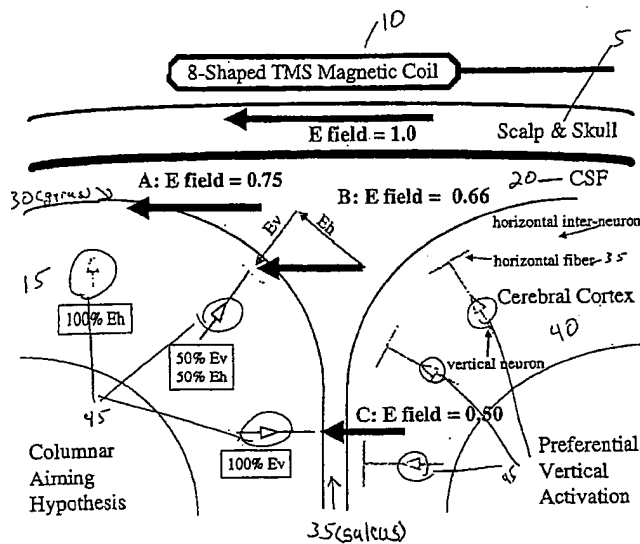 10
5
8-Shaped TMS Magnetic Coil
E field = 1.0
Scalp & Skull
A: E field = 0.75
B: E field = 0.66
20 — CSF
30(gyrus)
Ev
Eh
horizontal inter-neuron
horizontal fiber-35
15
100% Eh
Cerebral Cortex
40
50% Ev
50% Eh
vertical neuron
45
C: E field = 0.50
Columnar
Aiming
Hypothesis
100% Ev
45
Preferential
Vertical
Activation
35(sulcus)